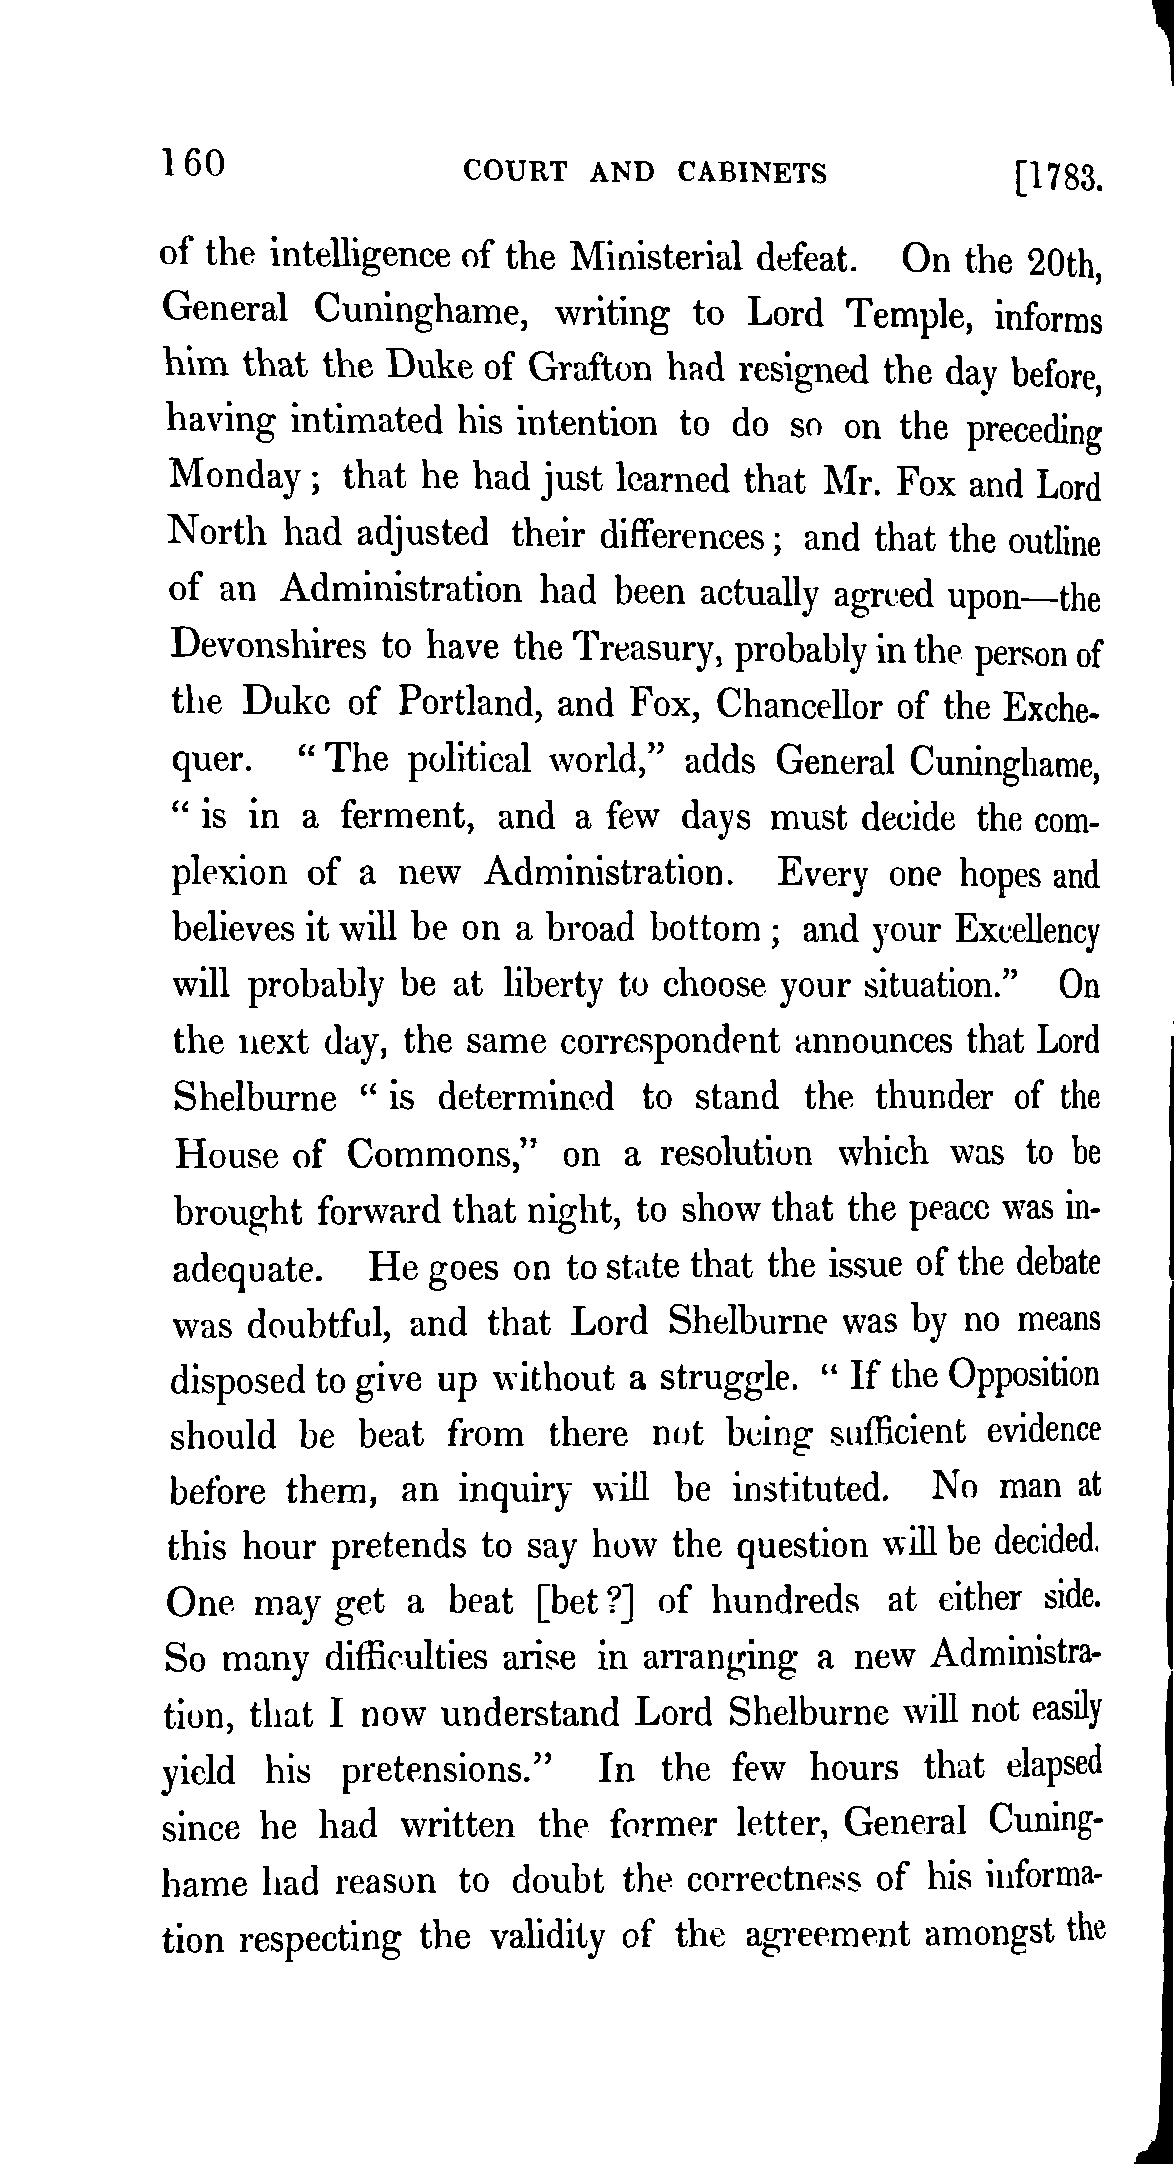 160 COURT AND CABINETS [1783.
of the intelligence of the Ministerial defeat. On the 20th,
General Cuninghame, writing to Lord Temple, informs
him that the Duke of Grafton had resigned the day before,
having intimated his intention to do so on the preceding
Monday ; that he had just learned that Mr. Fox and Lord
North had adjusted their differences ; and that the outline
of an Administration had been actually agreed upon—the
Devonshires to have the Treasury, probably in the person of
the Duke of Portland, and Fox, Chancellor of the Exche-
quer. “ The political world,” adds General Cuninghame,
“ is in a ferment, and a few days must decide the com-
plexion of a new Administration. Every one hopes and
believes it will be on a broad bottom ; and your Excellency
will probably be at liberty to choose your situation.” On
the next day, the same correspondent announces that Lord
Shelburne “ is determined to stand the thunder of the
House of Commons,” on a resolution which was to be
brought forward that night, to show that the peace was in-
adequate. He goes on to state that the issue of the debate
was doubtful, and that Lord Shelburne was by no means
disposed to give up without a struggle. “ If the Opposition
should be beat from there not being sufficient evidence
before them, an inquiry will be instituted. No man at
this hour pretends to say how the question will be decided.
One may get a beat [bet ?] of hundreds at either side.
So many difficulties arise in arranging a new Administra-
tion, that I now understand Lord Shelburne will not easily
yield his pretensions.” In the few hours that elapsed
since he had written the former letter, General Cuning-
hame had reason to doubt the correctness of his informa-
tion respecting the validity of the agreement amongst the